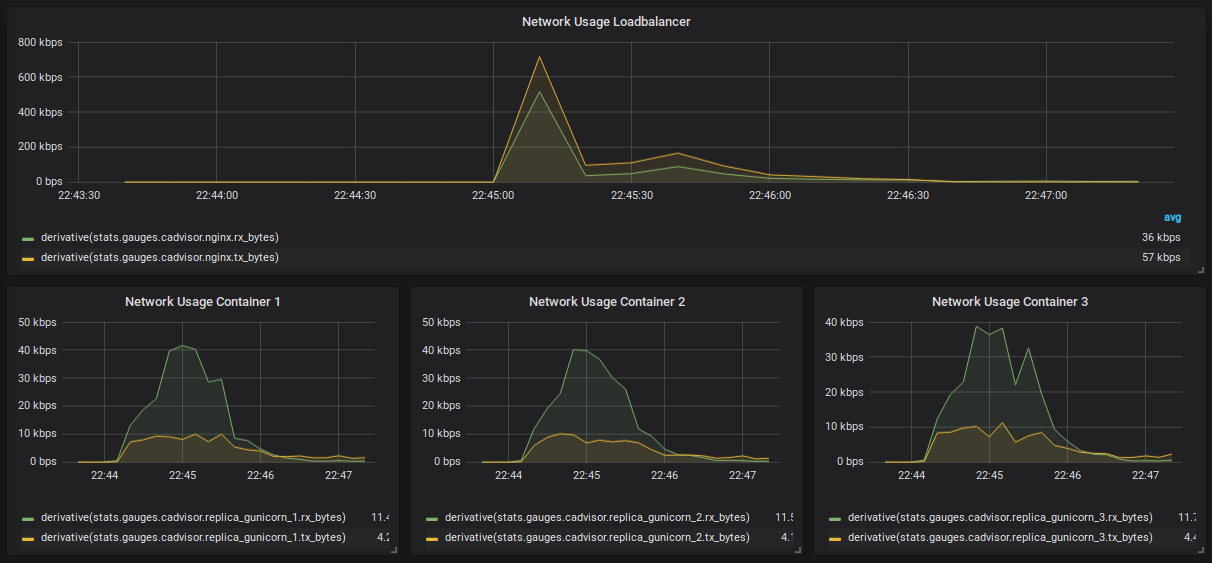 Network Usage Loadbalancer
800 kbps
600 kbps
400 kbps
200 kbps
0 bps
22:43:30 22:44:00 22:44:30 22:45:00 22:45:30 22:46:00 22:46:30 22:47:00
avg
derivative(stats.gauges.cadvisor.nginx.rx_bytes) 36 kbps
derivative(stats.gauges.cadvisor.nginx.tx_bytes) 57 kbps
Network Usage Container 1
50 kbps
40 kbps
30 kbps
20 kbps
10 kbps
0 bps
22:44 22:45 22:46 22:47
derivative(stats.gauges.cadvisor.replica_gunicorn_1.rx_bytes) 11.4
derivative(stats.gauges.cadvisor.replica_gunicorn_1.tx_bytes) 4.2
Network Usage Container 2
50 kbps
40 kbps
30 kbps
20 kbps
10 kbps
0 bps
22:44 22:45 22:46 22:47
derivative(stats.gauges.cadvisor.replica_gunicorn_2.rx_bytes) 11.5
derivative(stats.gauges.cadvisor.replica_gunicorn_2.tx_bytes) 4.1
Network Usage Container 3
40 kbps
30 kbps
20 kbps
10 kbps
0 bps
22:44 22:45 22:46 22:47
derivative(stats.gauges.cadvisor.replica_gunicorn_3.rx_bytes) 11.7
derivative(stats.gauges.cadvisor.replica_gunicorn_3.tx_bytes) 4.4